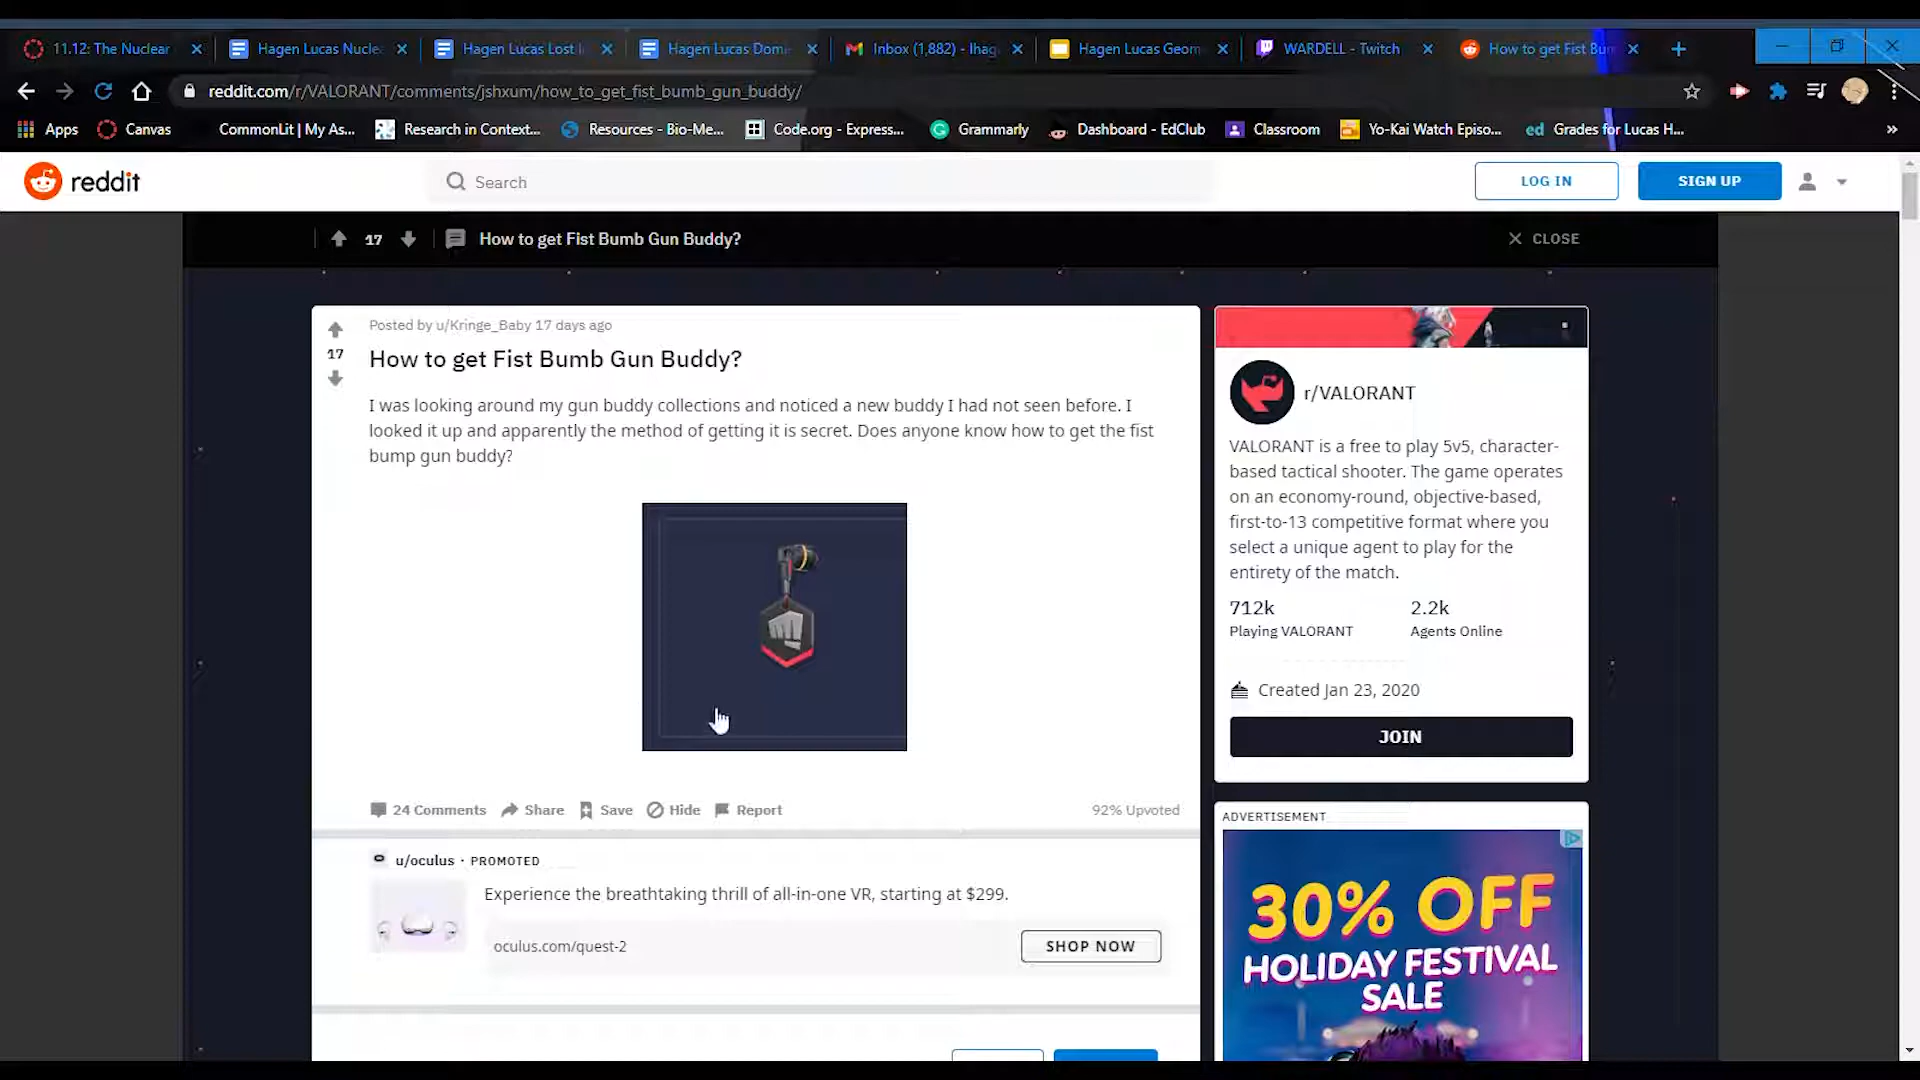 11.12: The Nuclear
Hagen Lucas Nucle
Hagen Lucas Lost I
Hagen Lucas Domi
Inbox (1,882) - lhag
Hagen Lucas Geom
WARDELL - Twitch
How to get Fist Bum
reddit.com/r/VALORANT/comments/jshxum/how_to_get_fist_bumb_gun_buddy/
Apps
Canvas
CommonLit | My As...
Research in Context...
Resources - Bio-Me...
Code.org - Express...
Grammarly
Dashboard - EdClub
Classroom
Yo-Kai Watch Episo...
ed Grades for Lucas H...
»
reddit
Search
LOG IN
SIGN UP
17
How to get Fist Bumb Gun Buddy?
CLOSE
Posted by u/Kringe_Baby 17 days ago
17
How to get Fist Bumb Gun Buddy?
I was looking around my gun buddy collections and noticed a new buddy I had not seen before. I
looked it up and apparently the method of getting it is secret. Does anyone know how to get the fist
bump gun buddy?
24 Comments
Share
Save
Hide
Report
92% Upvoted
u/oculus · PROMOTED
Experience the breathtaking thrill of all-in-one VR, starting at $299.
oculus.com/quest-2
SHOP NOW
r/VALORANT
VALORANT is a free to play 5v5, character-
based tactical shooter. The game operates
on an economy-round, objective-based,
first-to-13 competitive format where you
select a unique agent to play for the
entirety of the match.
712k
Playing VALORANT
2.2k
Agents Online
Created Jan 23, 2020
JOIN
ADVERTISEMENT
30% OFF
HOLIDAY FESTIVAL
SALE